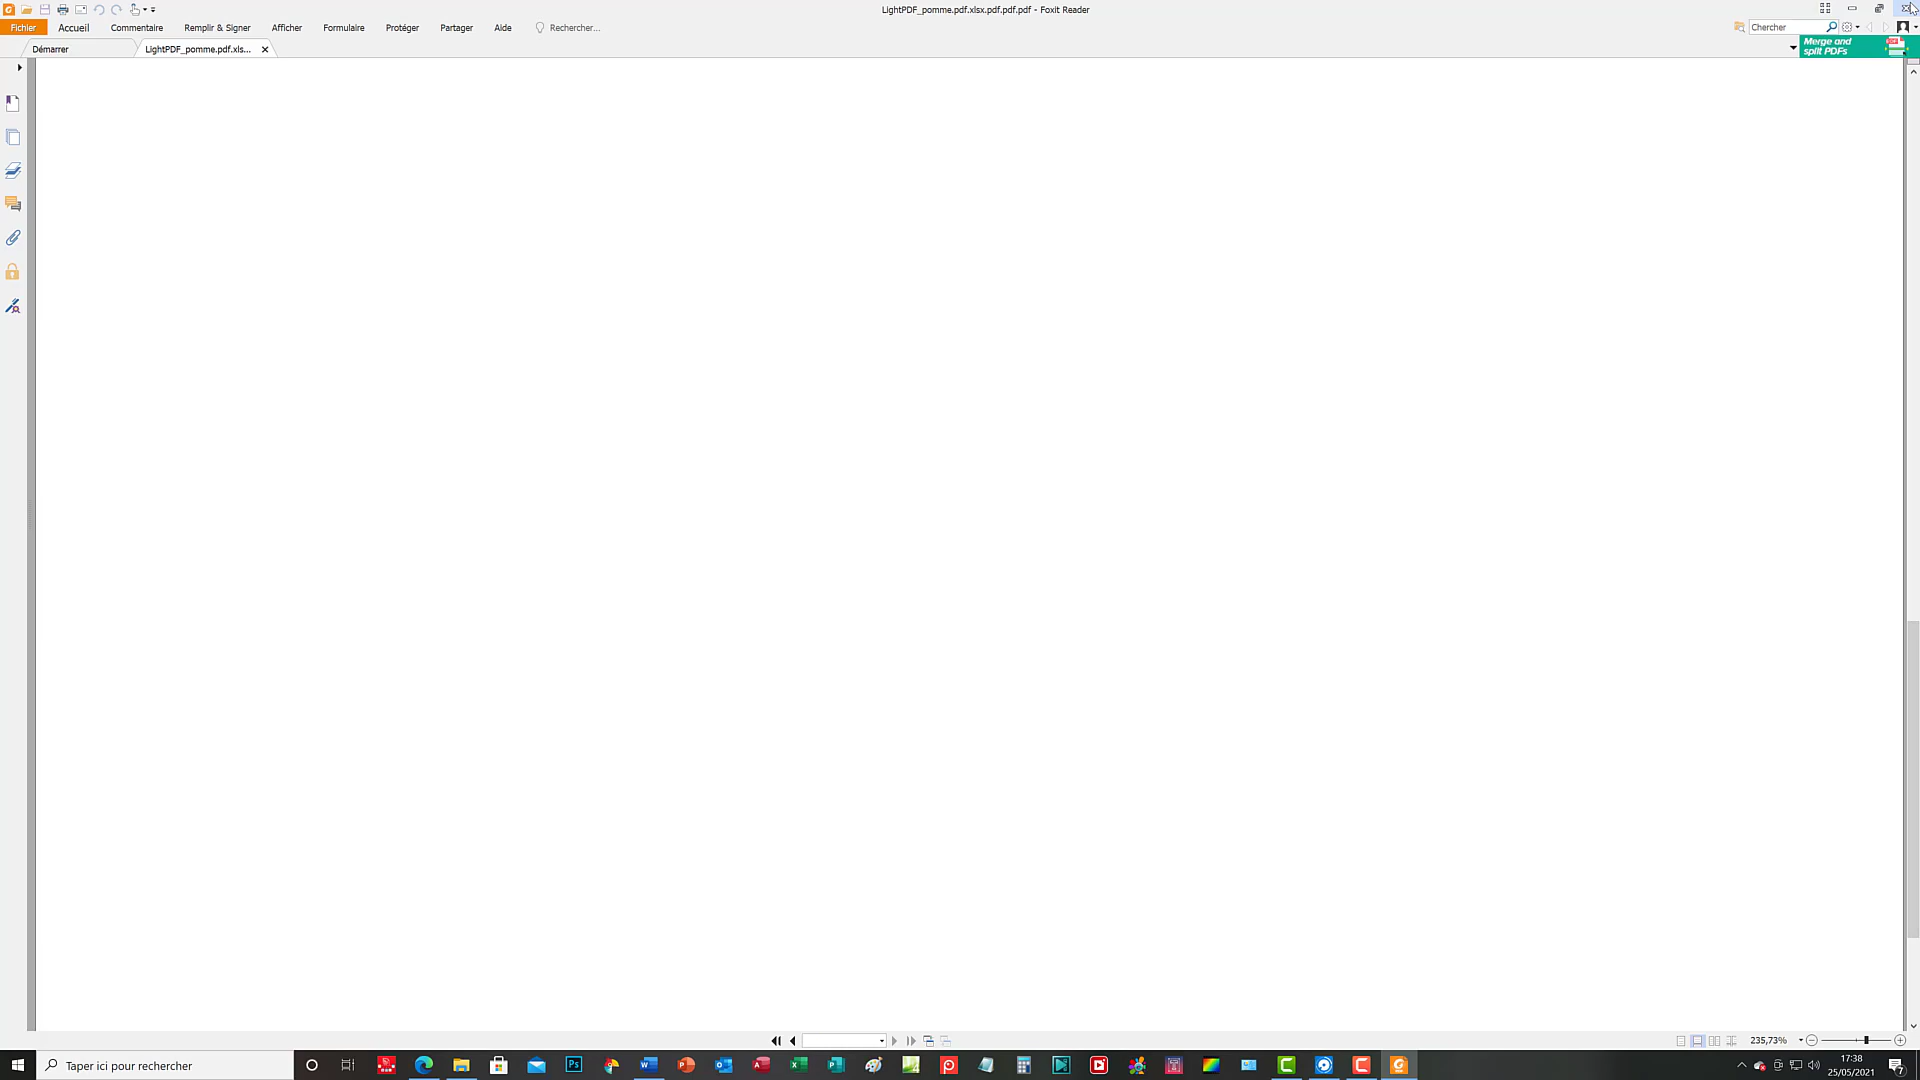 LightPDF_pomme.pdf.xlsx.pdf.pdf.pdf - Foxit Reader
Fichier Accueil Commentaire Remplir & Signer Afficher Formulaire Protéger Partager Aide Rechercher... Chercher
Démarrer LightPDF_pomme.pdf.xls...
Merge and
split PDFs
235,73%
Taper ici pour rechercher
17:38
25/05/2021